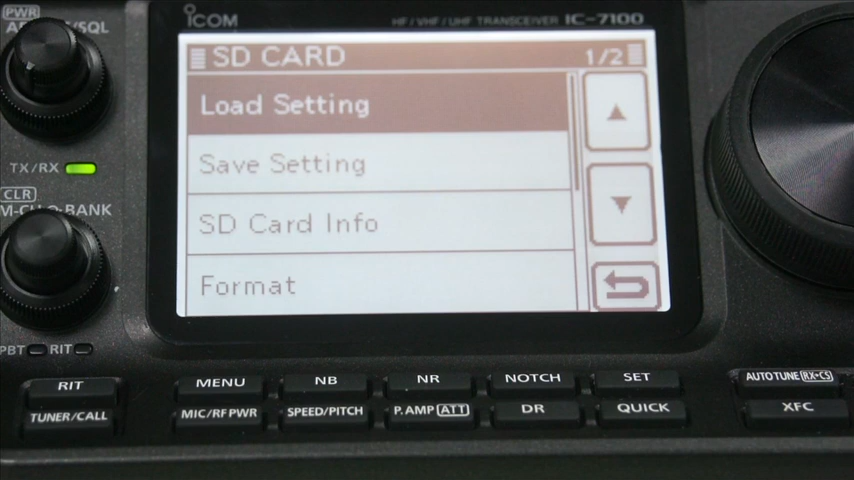 PWR
AF /SQL
ICOM
HF / VHF / UHF TRANSCEIVER IC-7100
SD CARD 1/2
Load Setting
Save Setting
SD Card Info
Format
TX/RX
CLR
M-CH BANK
PBT RIT
RIT MENU NB NR NOTCH SET AUTO TUNE RX→CS
TUNER/CALL MIC/RF PWR SPEED/PITCH P.AMP ATT DR QUICK XFC